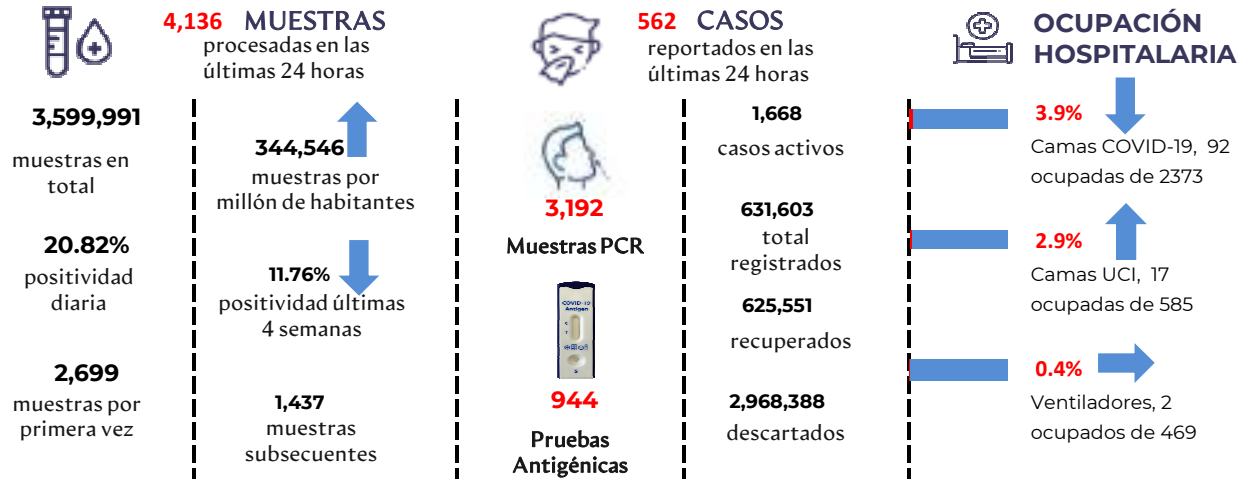 4,136 MUESTRAS
procesadas en las
últimas 24 horas
3,599,991
muestras en
total
20.82%
positividad
diaria
2,699
muestras por
primera vez
344,546
muestras por
millón de habitantes
11.76%
positividad últimas
4 semanas
1,437
muestras
subsecuentes
562 CASOS
reportados en las
últimas 24 horas
3,192
Muestras PCR
COVID-19
Antigen
C
T
S
944
Pruebas
Antigénicas
1,668
casos activos
631,603
total
registrados
625,551
recuperados
2,968,388
descartados
OCUPACIÓN
HOSPITALARIA
3.9%
Camas COVID-19, 92
ocupadas de 2373
2.9%
Camas UCI, 17
ocupadas de 585
0.4%
Ventiladores, 2
ocupados de 469